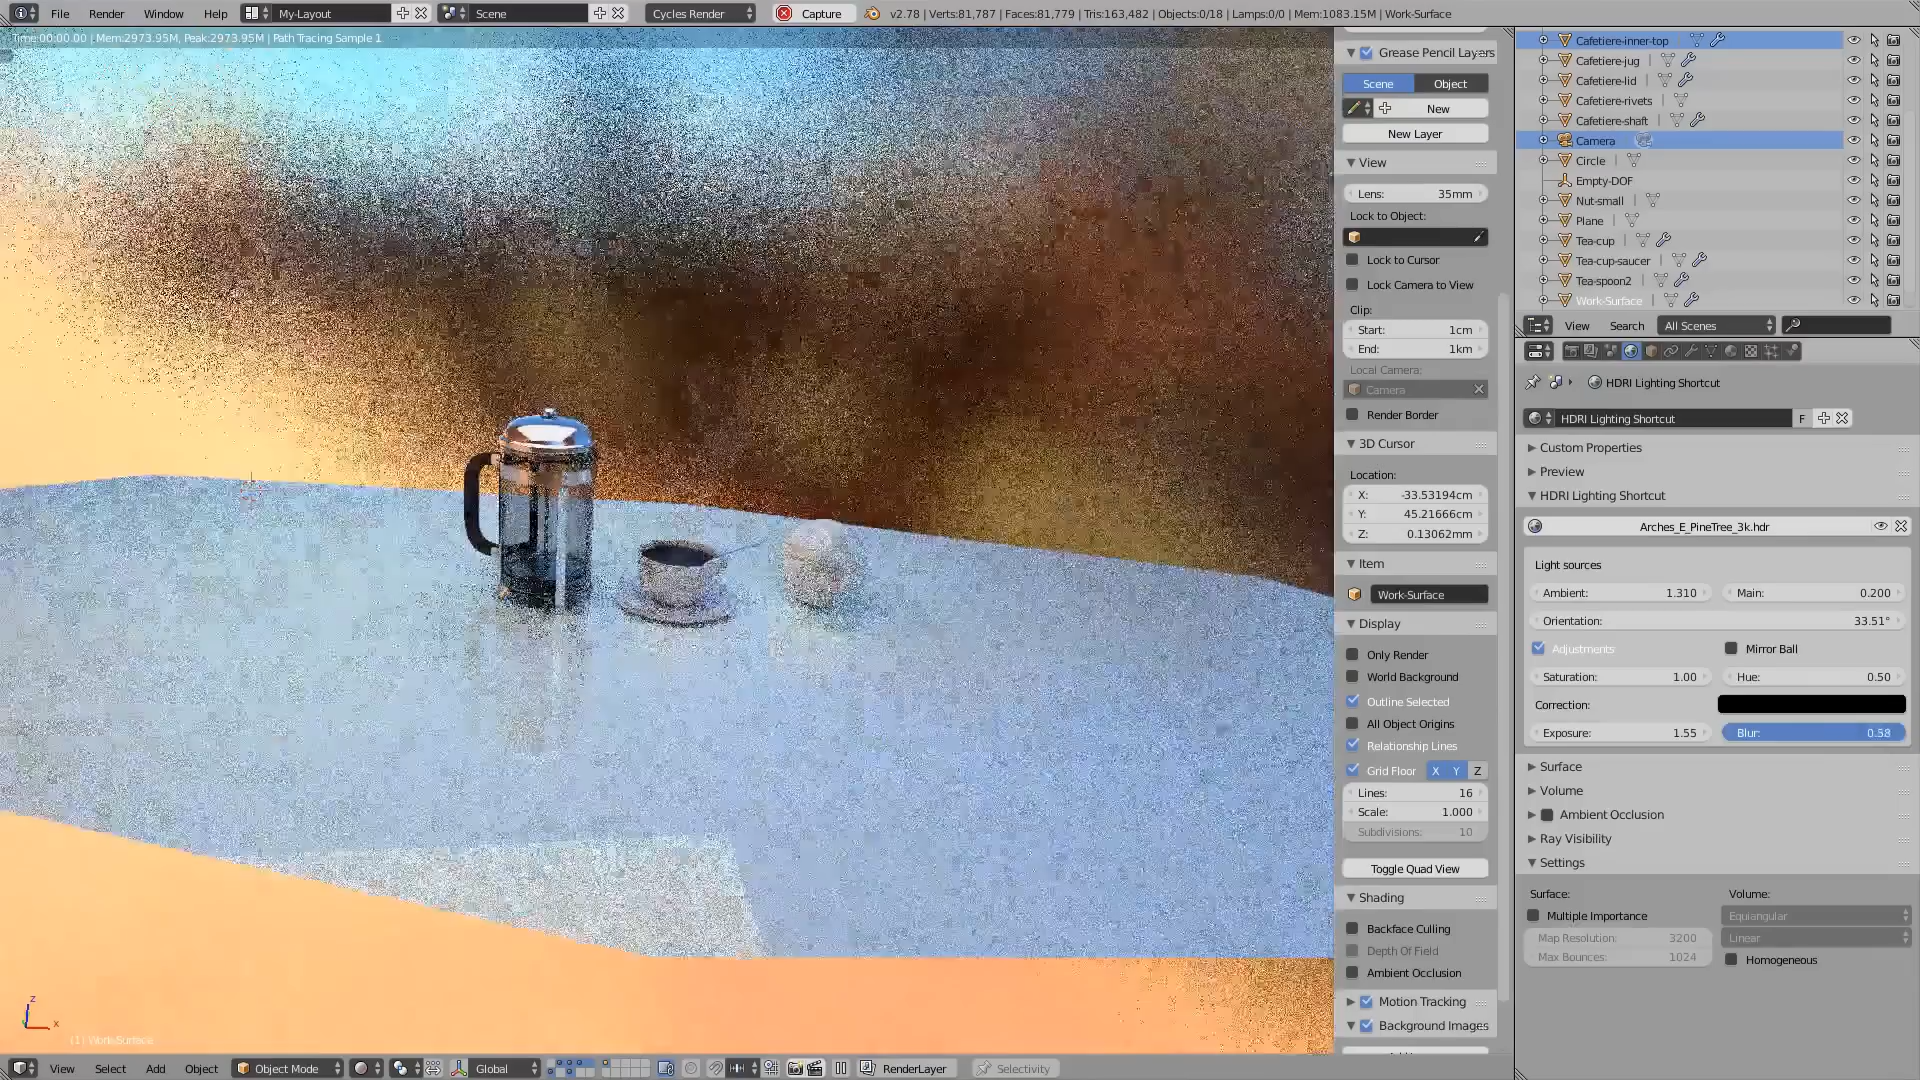 File Render Window Help My-Layout Scene Cycles Render Capture v2.78 | Verts:81,787 | Faces:81,779 | Tris:163,482 | Objects:0/18 | Lamps:0/0 | Mem:1083.15M | Work-Surface
Time:00:00.00 | Mem:2973.95M, Peak:2973.95M | Path Tracing Sample 1
(1) Work-Surface
z
x
View Select Add Object Object Mode Global RenderLayer Selectivity
Grease Pencil Layers
Scene Object
New
New Layer
View
Lens: 35mm
Lock to Object:
Lock to Cursor
Lock Camera to View
Clip:
Start: 1cm
End: 1km
Local Camera:
Camera
Render Border
3D Cursor
Location:
X: -33.53194cm
Y: 45.21666cm
Z: 0.13062mm
Item
Work-Surface
Display
Only Render
World Background
Outline Selected
All Object Origins
Relationship Lines
Grid Floor X Y Z
Lines: 16
Scale: 1.000
Subdivisions: 10
Toggle Quad View
Shading
Backface Culling
Depth Of Field
Ambient Occlusion
Motion Tracking
Background Images
Cafetiere-inner-top
Cafetiere-jug
Cafetiere-lid
Cafetiere-rivets
Cafetiere-shaft
Camera
Circle
Empty-DOF
Nut-small
Plane
Tea-cup
Tea-cup-saucer
Tea-spoon2
Work-Surface
View Search All Scenes
HDRI Lighting Shortcut
HDRI Lighting Shortcut F
Custom Properties
Preview
HDRI Lighting Shortcut
Arches_E_PineTree_3k.hdr
Light sources
Ambient: 1.310 Main: 0.200
Orientation: 33.51°
Adjustments Mirror Ball
Saturation: 1.00 Hue: 0.50
Correction:
Exposure: 1.55 Blur: 0.58
Surface
Volume
Ambient Occlusion
Ray Visibility
Settings
Surface: Volume:
Multiple Importance Equiangular
Map Resolution: 3200 Linear
Max Bounces: 1024 Homogeneous